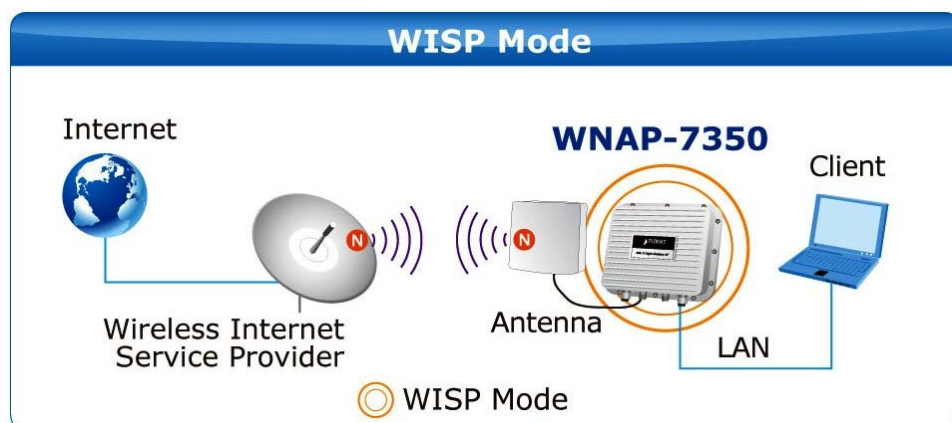 WISP Mode
Internet
WNAP-7350
Client
N
N
Wireless Internet
Service Provider
Antenna
LAN
WISP Mode